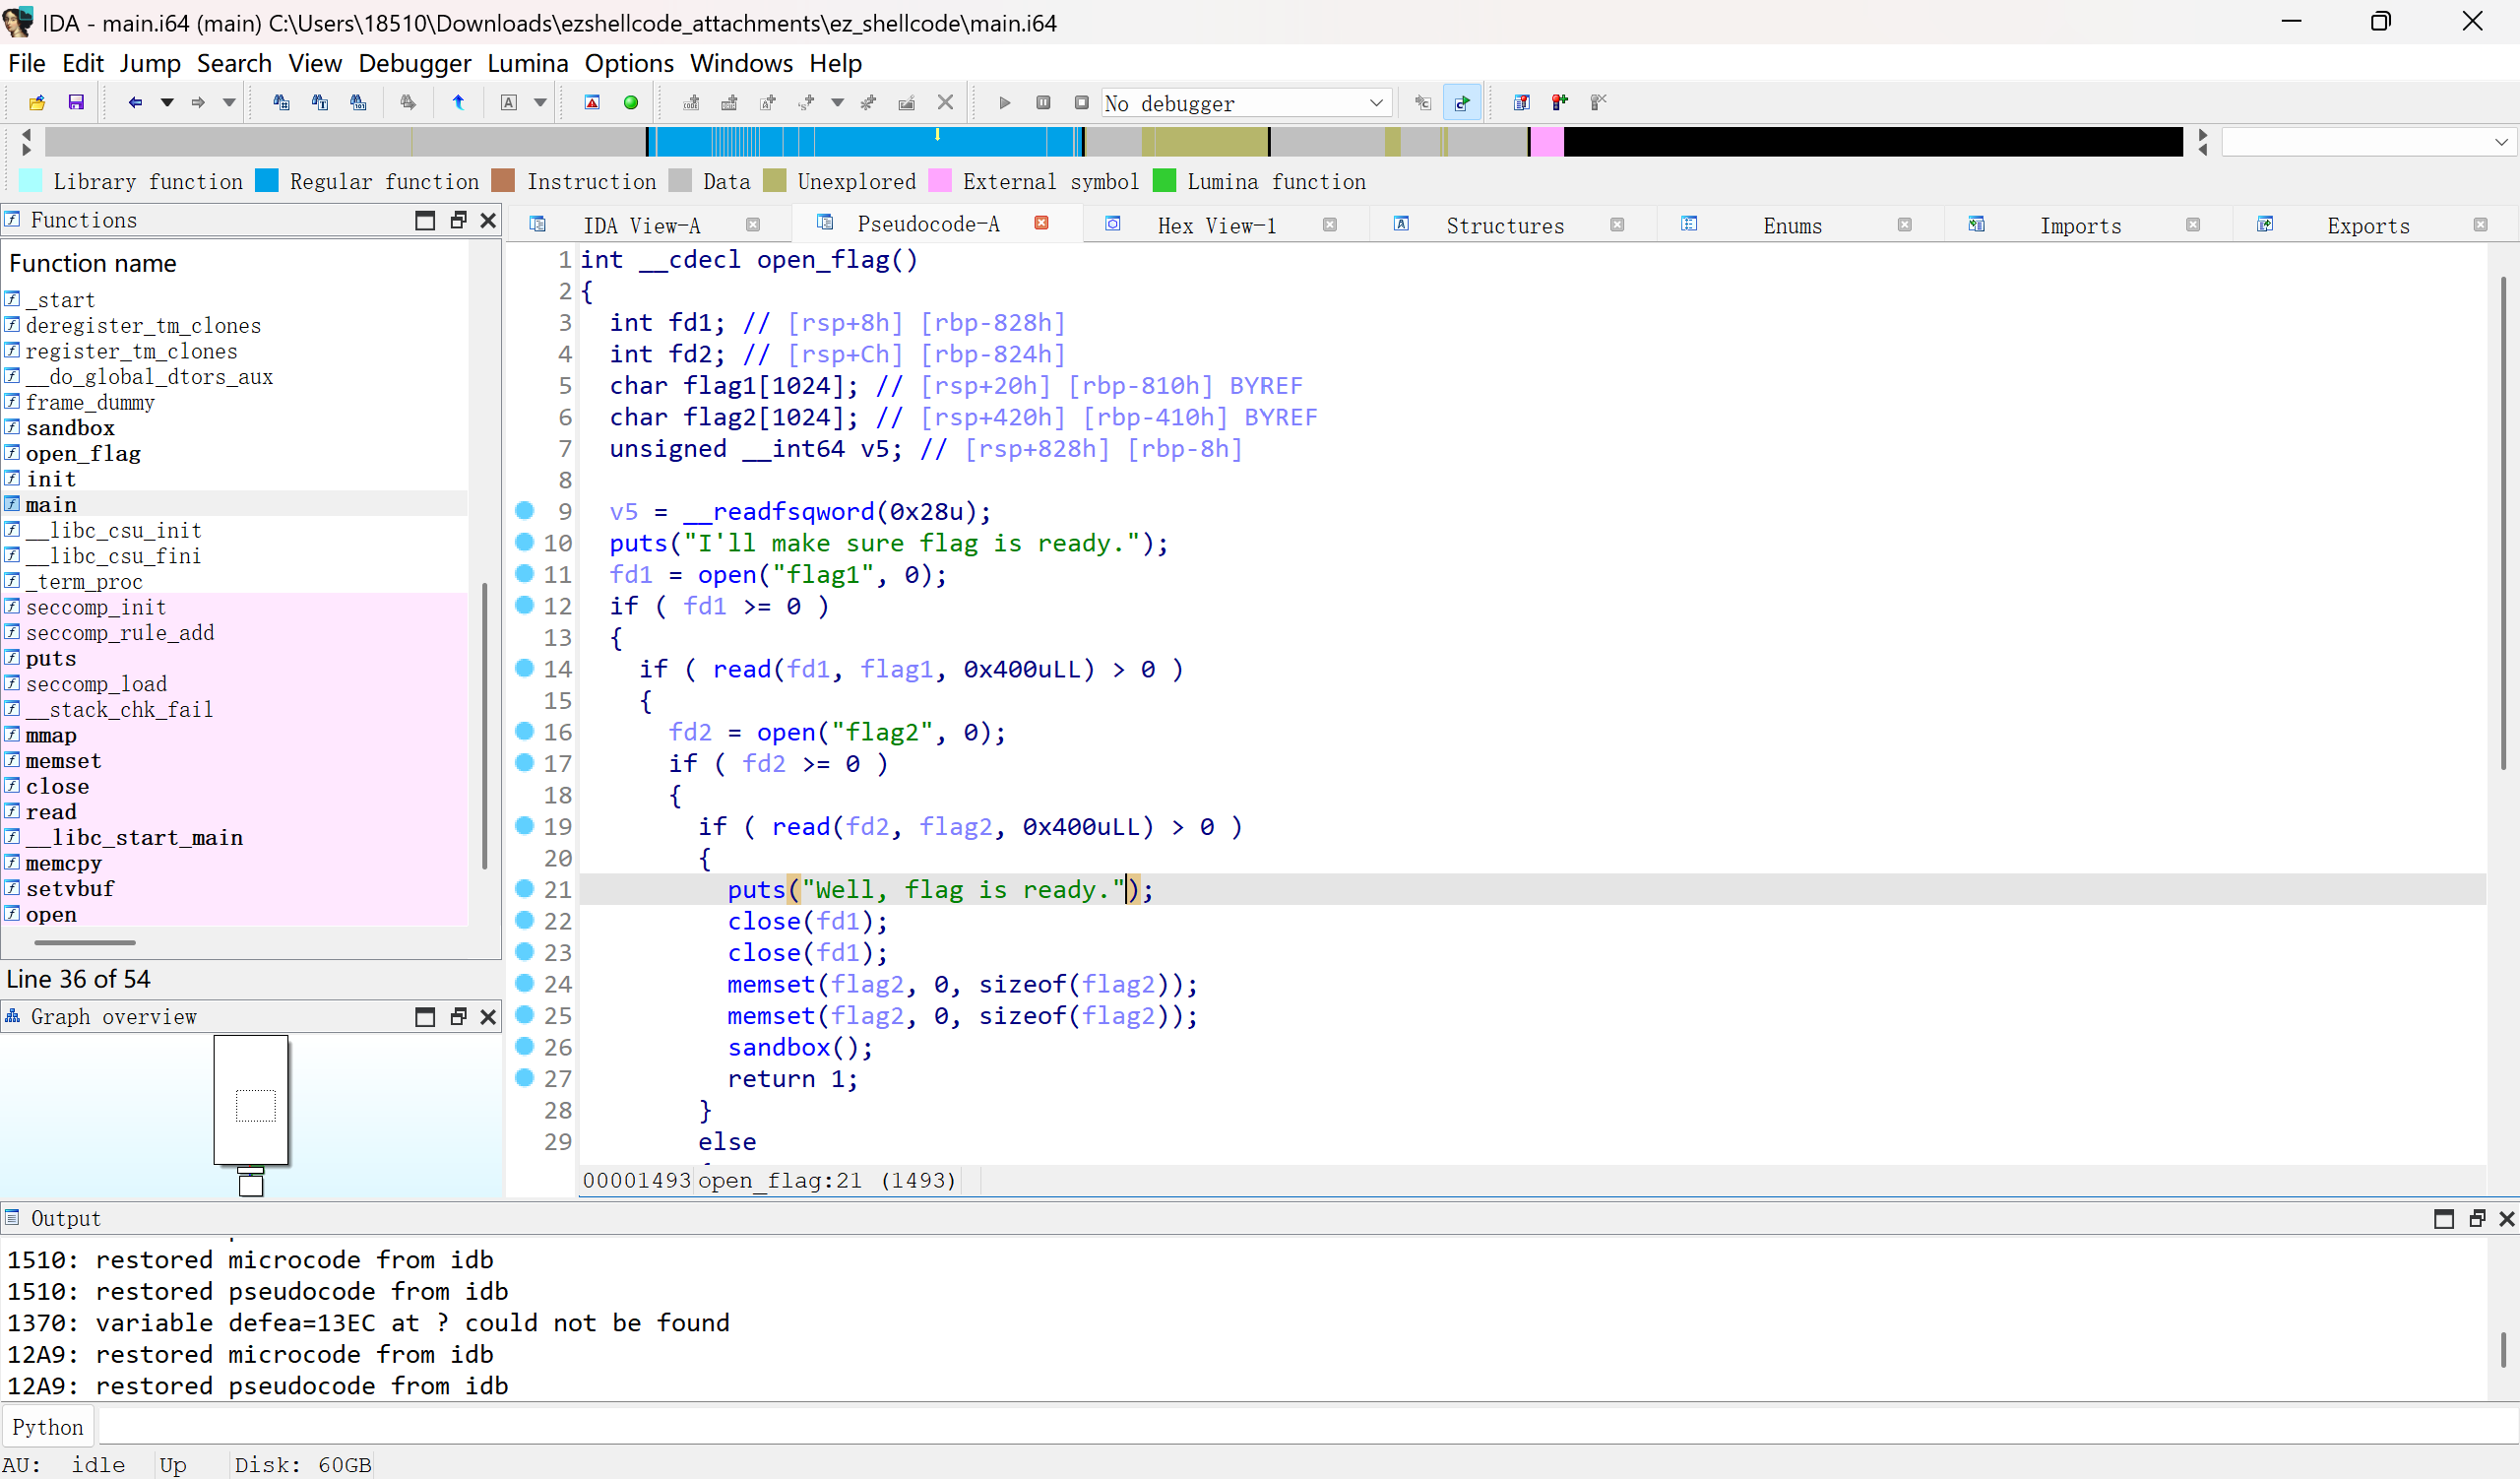 IDA - main.i64 (main) C:\Users\18510\Downloads\ezshellcode_attachments\ez_shellcode\main.i64
File Edit Jump Search View Debugger Lumina Options Windows Help
No debugger
Library function Regular function Instruction Data Unexplored External symbol Lumina function
Functions
Function name
_start
deregister_tm_clones
register_tm_clones
__do_global_dtors_aux
frame_dummy
sandbox
open_flag
init
main
__libc_csu_init
__libc_csu_fini
_term_proc
seccomp_init
seccomp_rule_add
puts
seccomp_load
__stack_chk_fail
mmap
memset
close
read
__libc_start_main
memcpy
setvbuf
open
Line 36 of 54
Graph overview
IDA View-A Pseudocode-A Hex View-1 Structures Enums Imports Exports
1 int __cdecl open_flag()
2 {
3 int fd1; // [rsp+8h] [rbp-828h]
4 int fd2; // [rsp+Ch] [rbp-824h]
5 char flag1[1024]; // [rsp+20h] [rbp-810h] BYREF
6 char flag2[1024]; // [rsp+420h] [rbp-410h] BYREF
7 unsigned __int64 v5; // [rsp+828h] [rbp-8h]
8
9 v5 = __readfsqword(0x28u);
10 puts("I'll make sure flag is ready.");
11 fd1 = open("flag1", 0);
12 if ( fd1 >= 0 )
13 {
14 if ( read(fd1, flag1, 0x400uLL) > 0 )
15 {
16 fd2 = open("flag2", 0);
17 if ( fd2 >= 0 )
18 {
19 if ( read(fd2, flag2, 0x400uLL) > 0 )
20 {
21 puts("Well, flag is ready.");
22 close(fd1);
23 close(fd1);
24 memset(flag2, 0, sizeof(flag2));
25 memset(flag2, 0, sizeof(flag2));
26 sandbox();
27 return 1;
28 }
29 else
00001493 open_flag:21 (1493)
Output
1510: restored microcode from idb
1510: restored pseudocode from idb
1370: variable defea=13EC at ? could not be found
12A9: restored microcode from idb
12A9: restored pseudocode from idb
Python
AU: idle Up Disk: 60GB